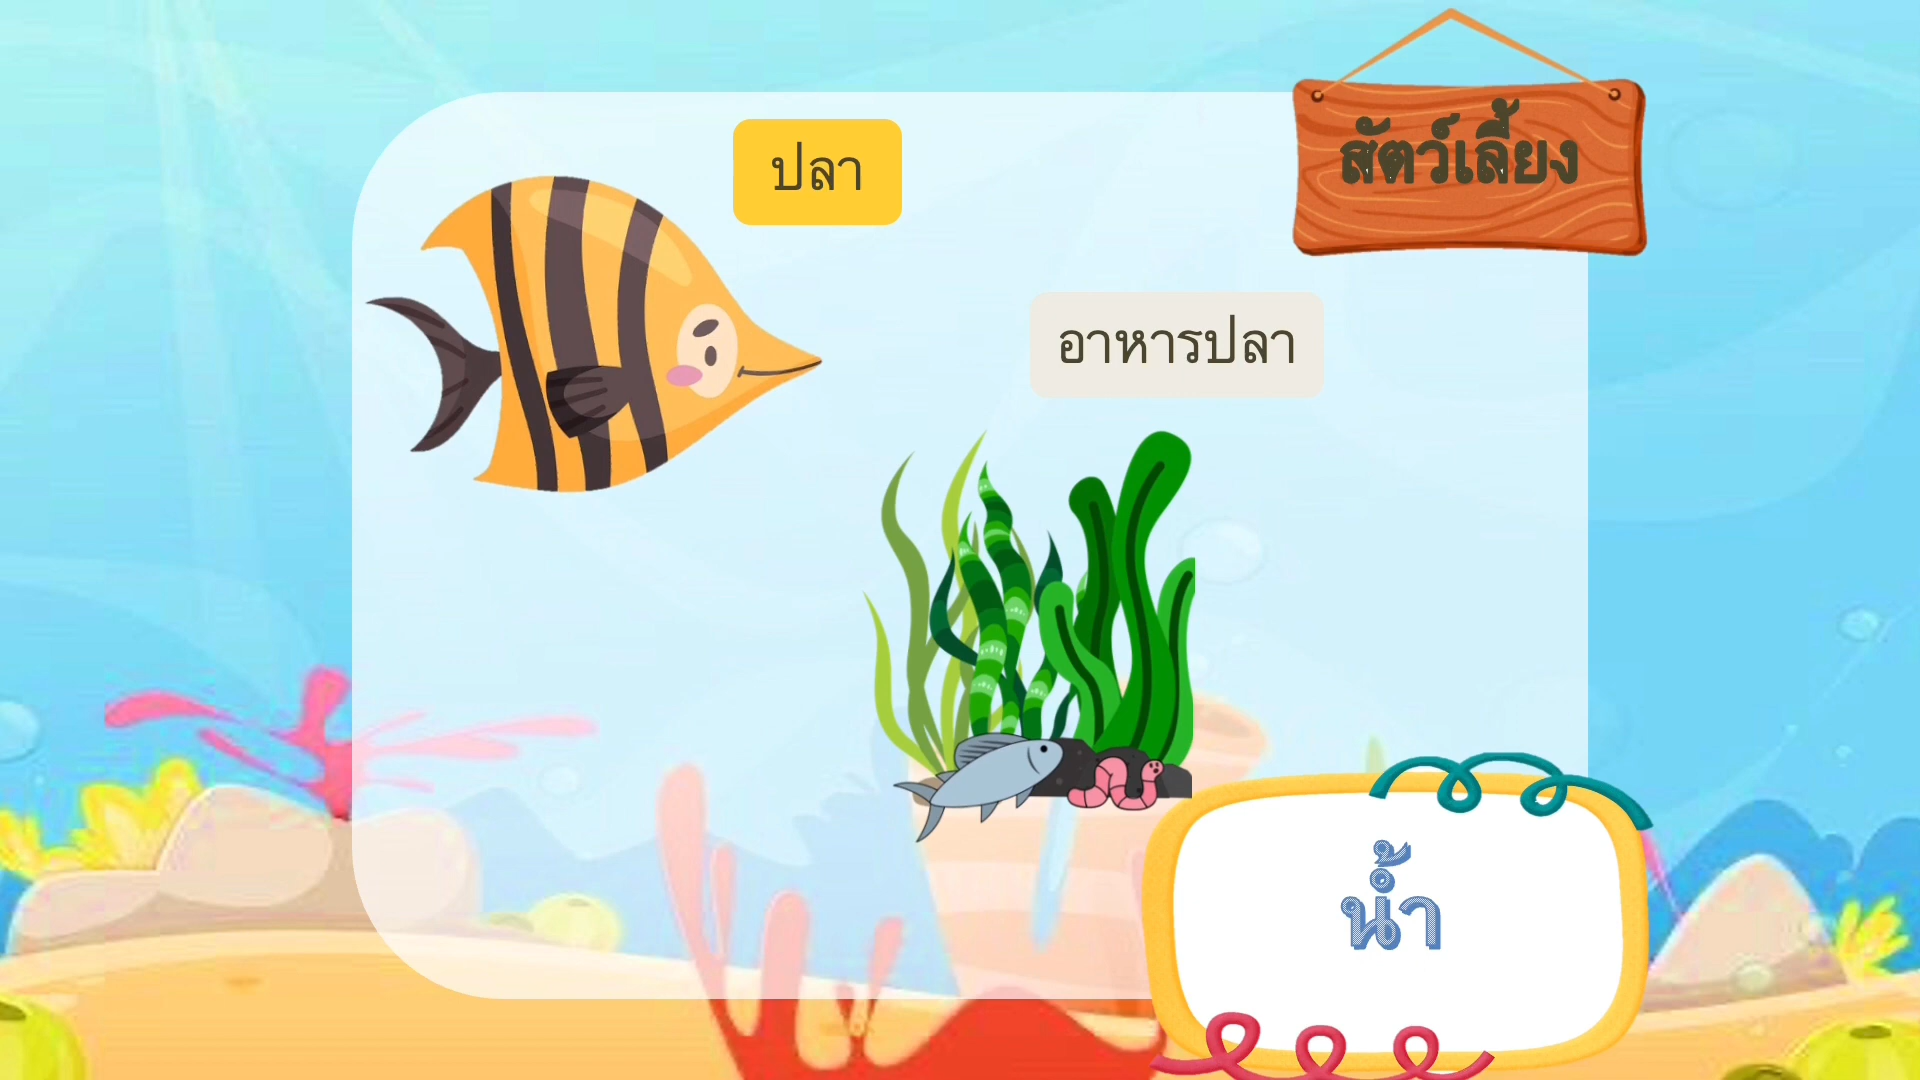 สัตว์เลี้ยง
ปลา
อาหารปลา
น้ำ